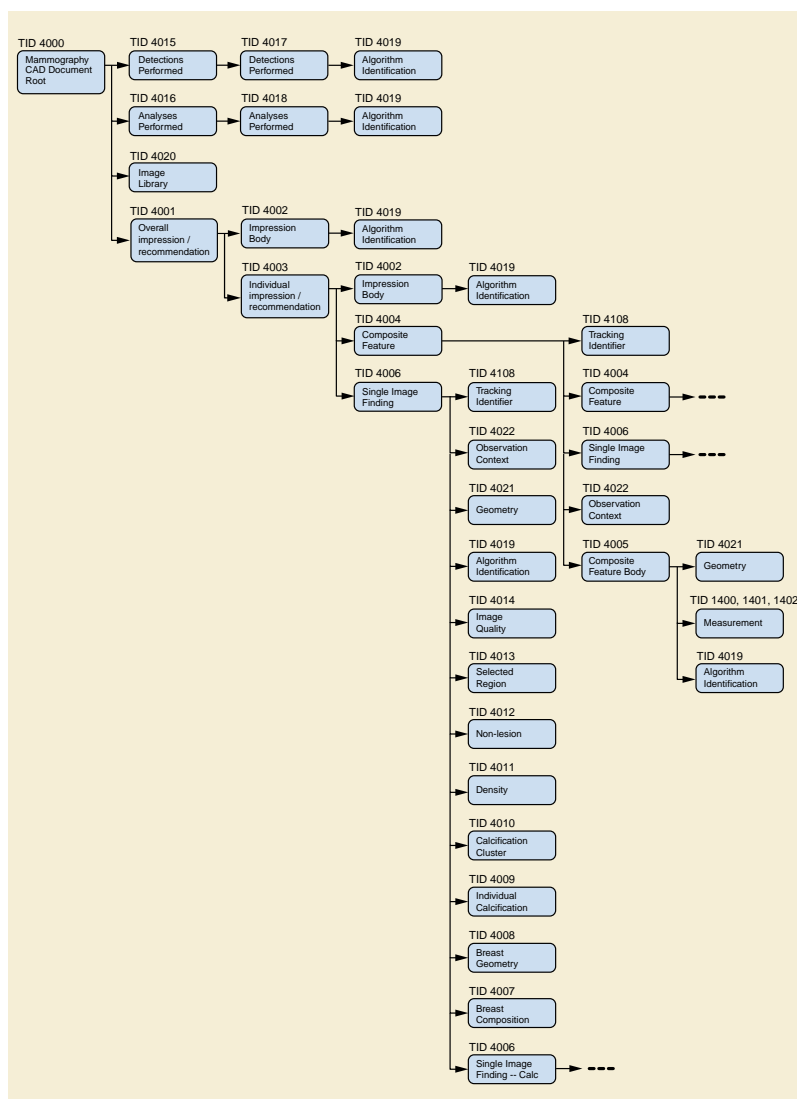 TID 4000
Mammography
CAD Document
Root
TID 4015
Detections
Performed
TID 4017
Detections
Performed
TID 4019
Algorithm
Identification
TID 4016
Analyses
Performed
TID 4018
Analyses
Performed
TID 4019
Algorithm
Identification
TID 4020
Image
Library
TID 4001
Overall
impression /
recommendation
TID 4002
Impression
Body
TID 4019
Algorithm
Identification
TID 4003
Individual
impression /
recommendation
TID 4002
Impression
Body
TID 4019
Algorithm
Identification
TID 4004
Composite
Feature
TID 4108
Tracking
Identifier
TID 4006
Single Image
Finding
TID 4108
Tracking
Identifier
TID 4004
Composite
Feature
TID 4022
Observation
Context
TID 4006
Single Image
Finding
TID 4021
Geometry
TID 4022
Observation
Context
TID 4019
Algorithm
Identification
TID 4005
Composite
Feature Body
TID 4021
Geometry
TID 4014
Image
Quality
TID 1400, 1401, 1402
Measurement
TID 4013
Selected
Region
TID 4019
Algorithm
Identification
TID 4012
Non-lesion
TID 4011
Density
TID 4010
Calcification
Cluster
TID 4009
Individual
Calcification
TID 4008
Breast
Geometry
TID 4007
Breast
Composition
TID 4006
Single Image
Finding -- Calc